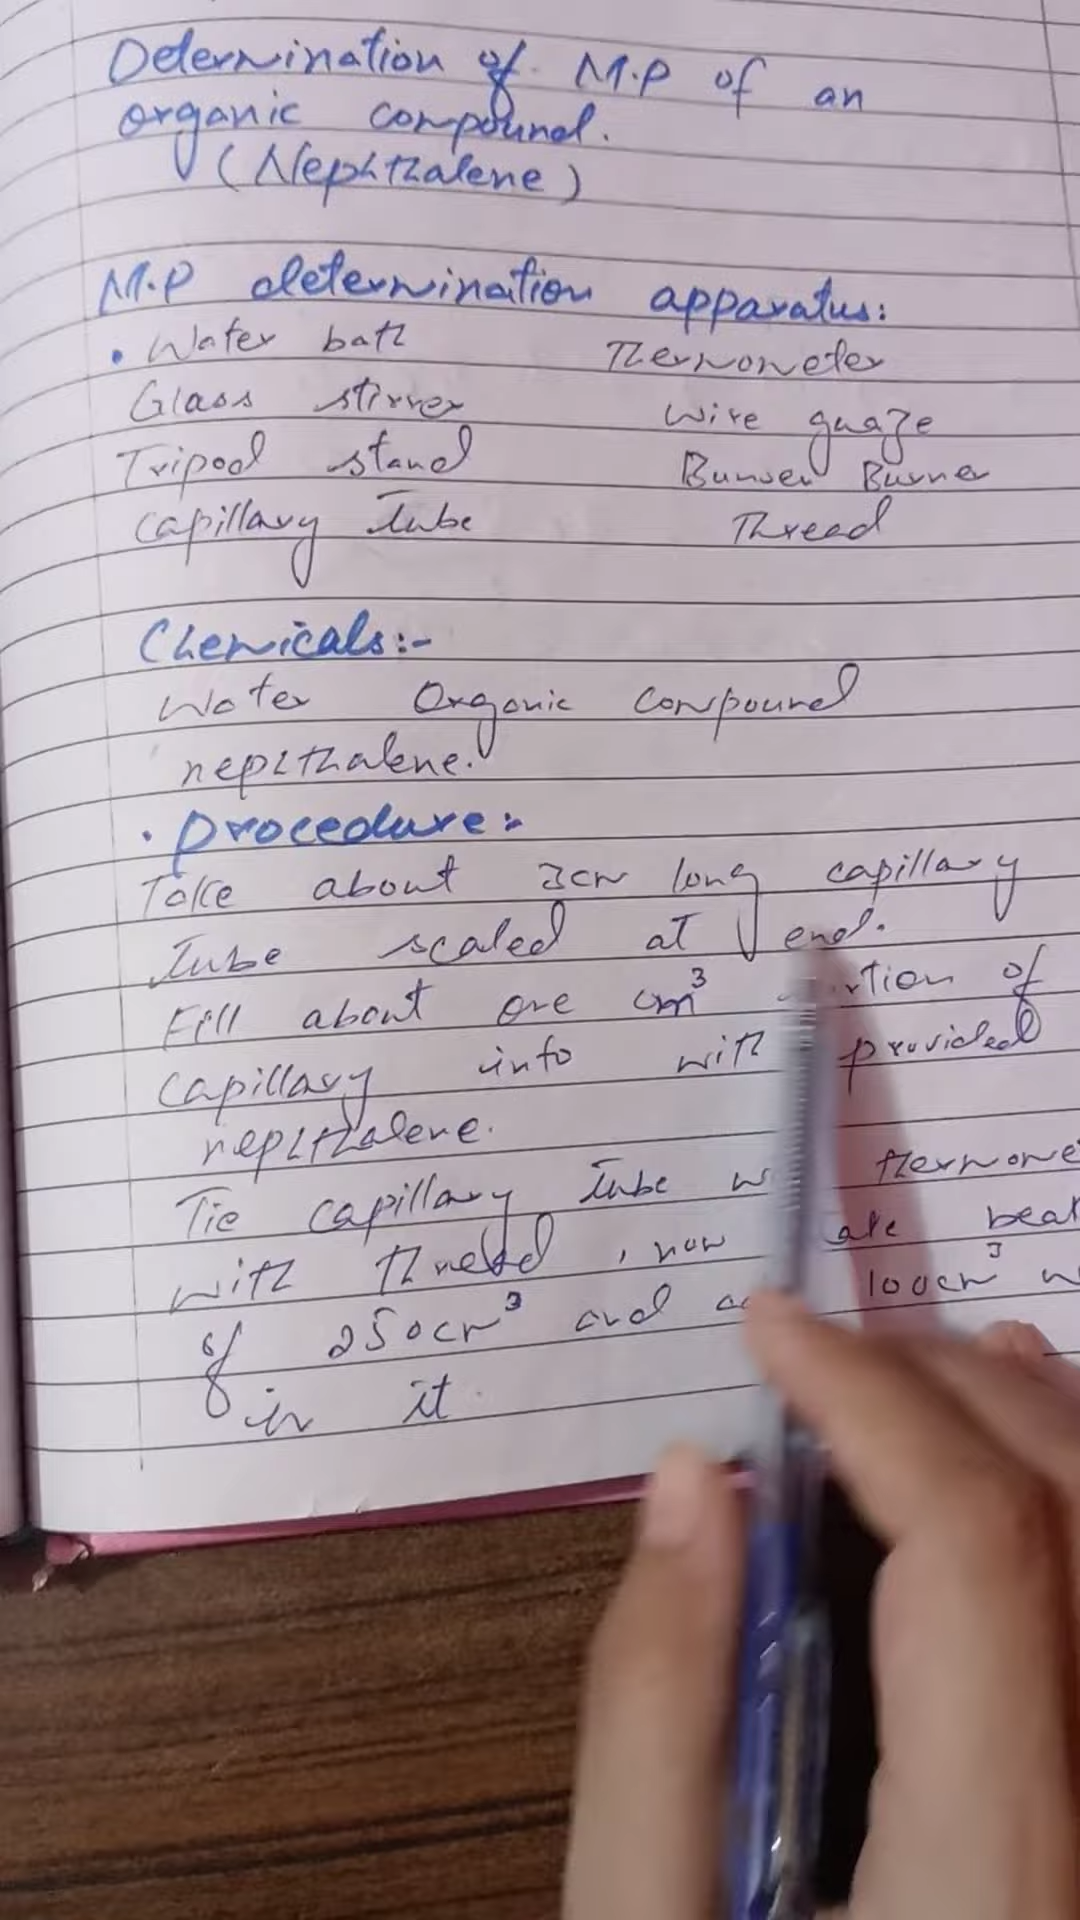 Determination of M.P of an
organic compound.
(Nephthalene)
M.P determination apparatus:
• Water bath Thermometer
Glass stirrer Wire guaze
Tripod stand Bunsen Burner
Capillary Tube Thread
Chemicals:-
Water Organic compound
nephthalene.
• Procedure:-
Take about 3cm long capillary
Tube sealed at end.
Fill about one cm³ of
capillary into with provided
nephthalene.
Tie capillary Tube
with thread, now
of 250cm³ and 100cm³
in it